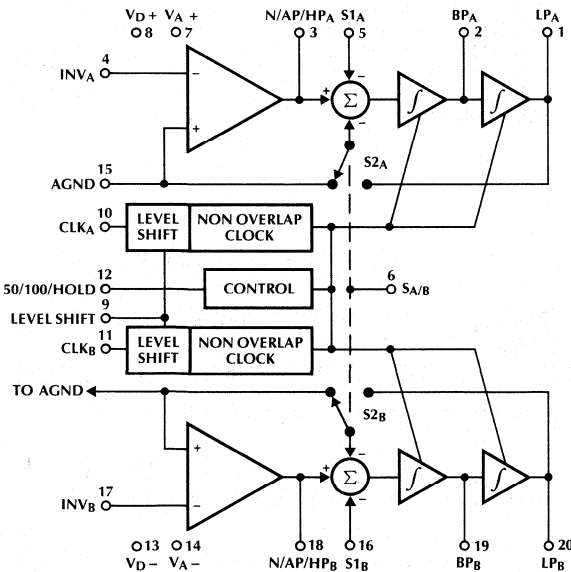 VD+ VA+ N/AP/HPA S1A BPA LPA
8 7 3 5 2 1
4
INVA − + Σ − ∫ ∫
+ −
S2A
15
AGND
10
CLKA LEVEL SHIFT NON OVERLAP CLOCK
12 6
50/100/HOLD CONTROL SA/B
9
LEVEL SHIFT
11
CLKB LEVEL SHIFT NON OVERLAP CLOCK
TO AGND S2B
+ −
17 + Σ ∫ ∫
INVB − −
13 14 18 16 19 20
VD− VA− N/AP/HPB S1B BPB LPB